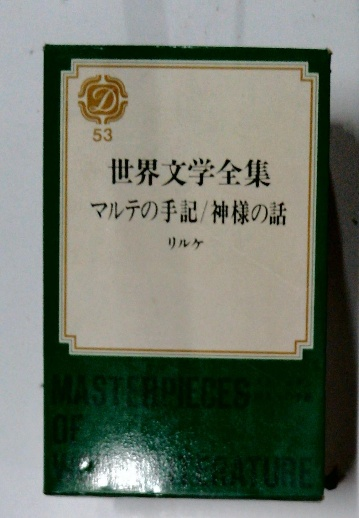 D
53
世界文学全集
マルテの手記/神様の話
リルケ
MASTERPIECES
OF
LITERATURE